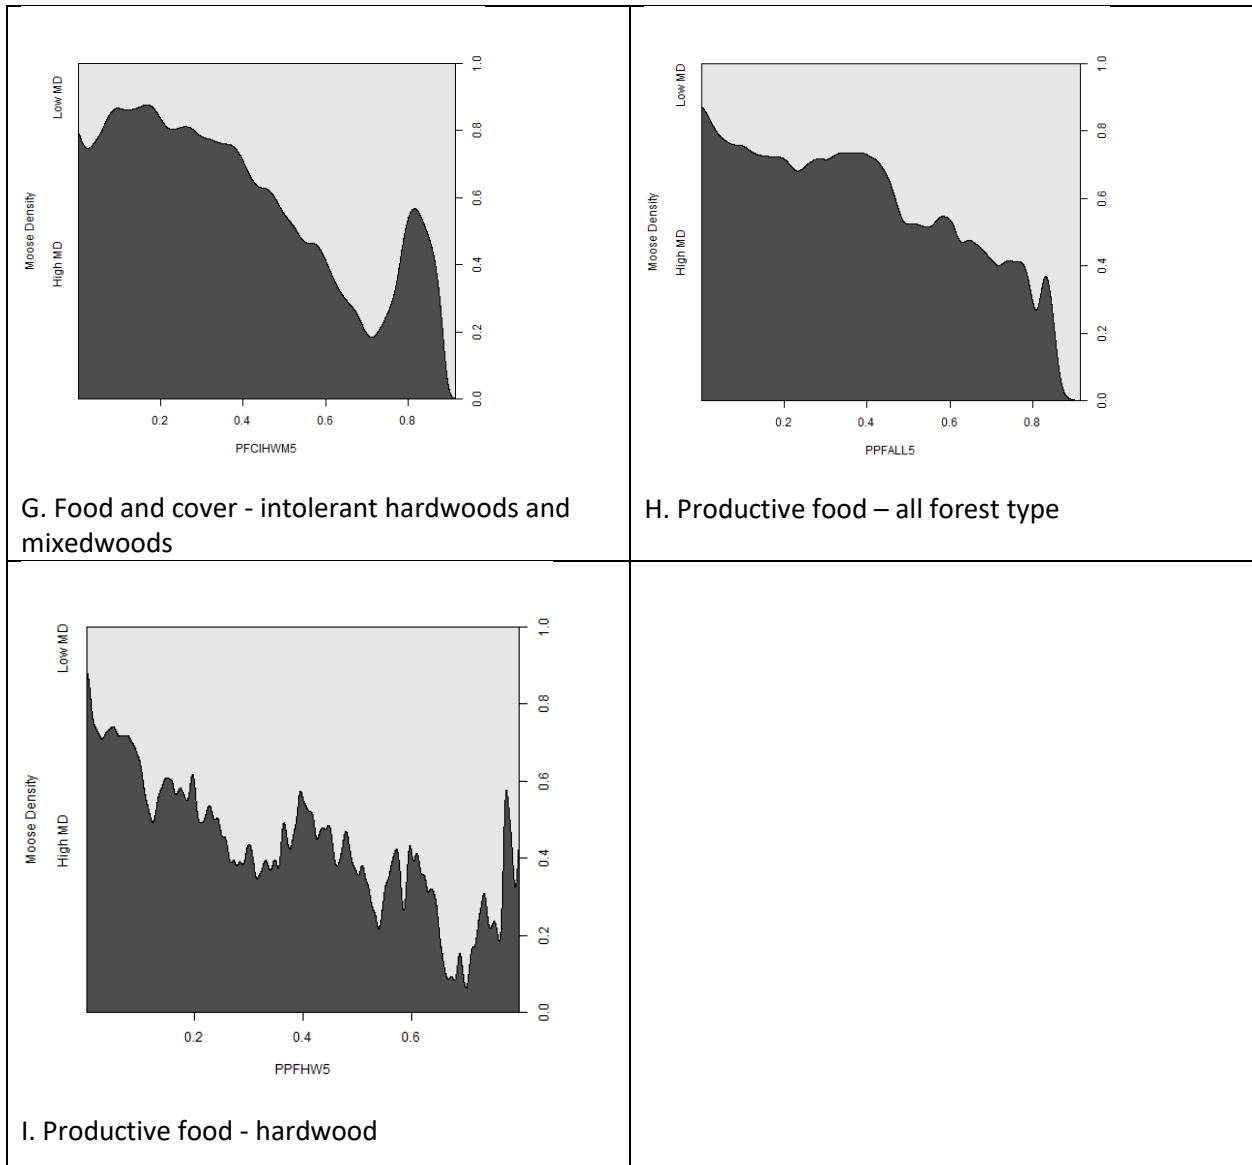 Low MD
High MD
Moose Density
0.0
0.2
0.4
0.6
0.8
1.0
0.2
0.4
0.6
0.8
PFCIHWM5
G. Food and cover - intolerant hardwoods and
mixedwoods
Low MD
High MD
Moose Density
0.0
0.2
0.4
0.6
0.8
1.0
0.2
0.4
0.6
0.8
PPFALL5
H. Productive food – all forest type
Low MD
High MD
Moose Density
0.0
0.2
0.4
0.6
0.8
1.0
0.2
0.4
0.6
PPFHW5
I. Productive food - hardwood